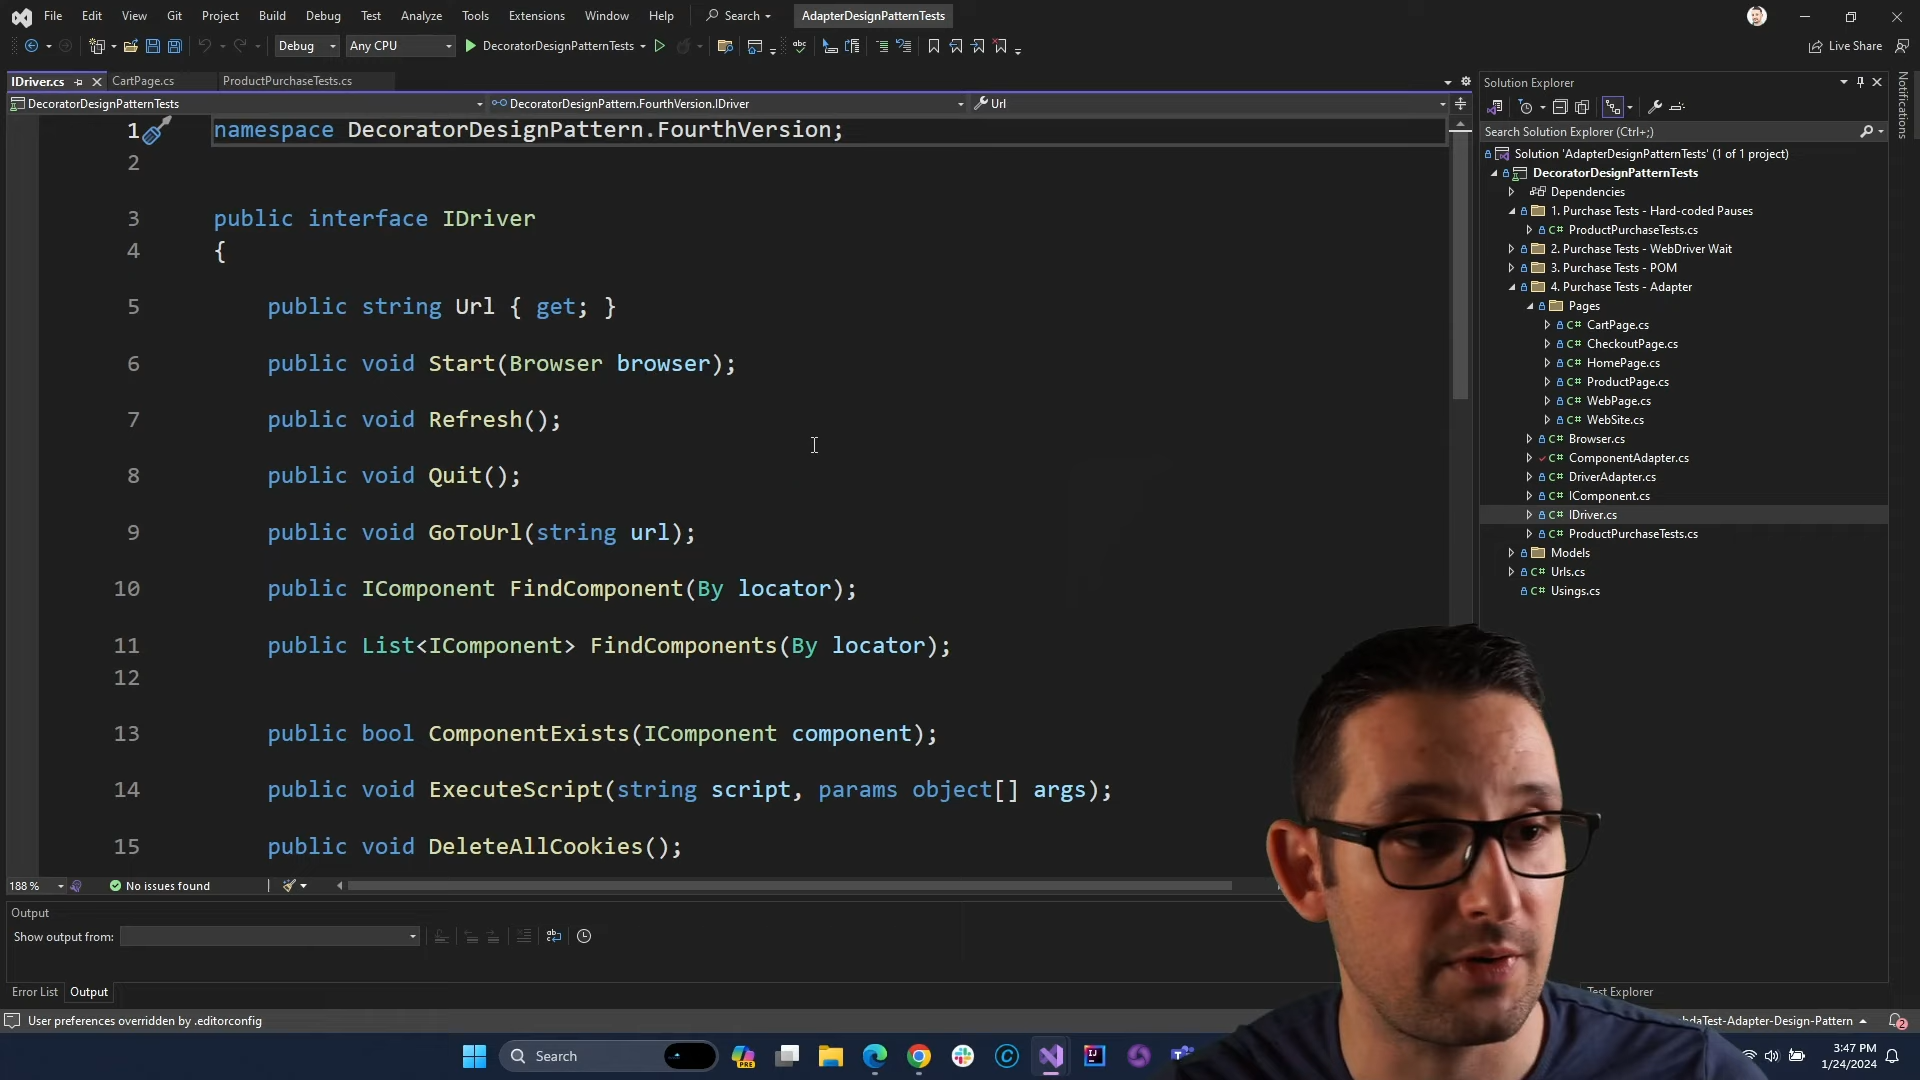 File Edit View Git Project Build Debug Test Analyze Tools Extensions Window Help Search AdapterDesignPatternTests
Debug Any CPU DecoratorDesignPatternTests Live Share
IDriver.cs CartPage.cs ProductPurchaseTests.cs
DecoratorDesignPatternTests DecoratorDesignPattern.FourthVersion.IDriver Url
1 namespace DecoratorDesignPattern.FourthVersion;
2
3 public interface IDriver
4 {
5 public string Url { get; }
6 public void Start(Browser browser);
7 public void Refresh();
8 public void Quit();
9 public void GoToUrl(string url);
10 public IComponent FindComponent(By locator);
11 public List<IComponent> FindComponents(By locator);
12
13 public bool ComponentExists(IComponent component);
14 public void ExecuteScript(string script, params object[] args);
15 public void DeleteAllCookies();
188 % No issues found
Output
Show output from:
Error List Output
User preferences overridden by .editorconfig
Solution Explorer
Search Solution Explorer (Ctrl+;)
Solution 'AdapterDesignPatternTests' (1 of 1 project)
DecoratorDesignPatternTests
Dependencies
1. Purchase Tests - Hard-coded Pauses
C# ProductPurchaseTests.cs
2. Purchase Tests - WebDriver Wait
3. Purchase Tests - POM
4. Purchase Tests - Adapter
Pages
C# CartPage.cs
C# CheckoutPage.cs
C# HomePage.cs
C# ProductPage.cs
C# WebPage.cs
C# WebSite.cs
C# Browser.cs
C# ComponentAdapter.cs
C# DriverAdapter.cs
C# IComponent.cs
C# IDriver.cs
C# ProductPurchaseTests.cs
Models
C# Urls.cs
C# Usings.cs
Notifications
Test Explorer
bdaTest-Adapter-Design-Pattern 2
Search PRE
3:47 PM
1/24/2024